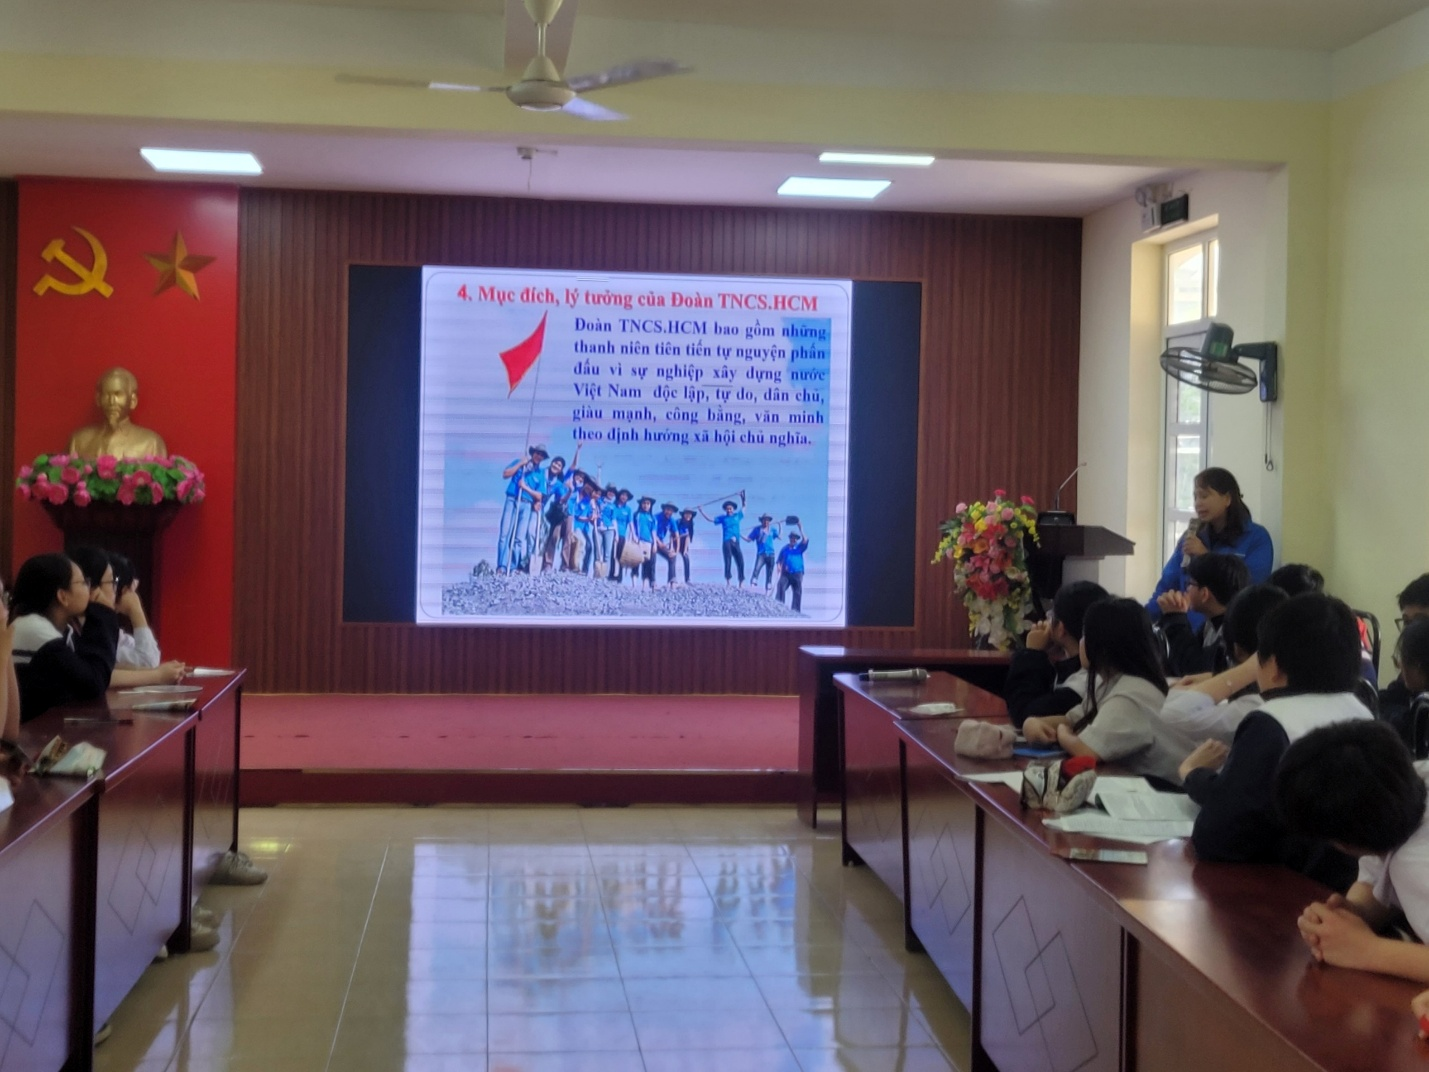 4. Mục đích, lý tưởng của Đoàn TNCS.HCM
Đoàn TNCS.HCM bao gồm những
thanh niên tiên tiến tự nguyện phấn
đấu vì sự nghiệp xây dựng nước
Việt Nam độc lập, tự do, dân chủ,
giàu mạnh, công bằng, văn minh
theo định hướng xã hội chủ nghĩa.